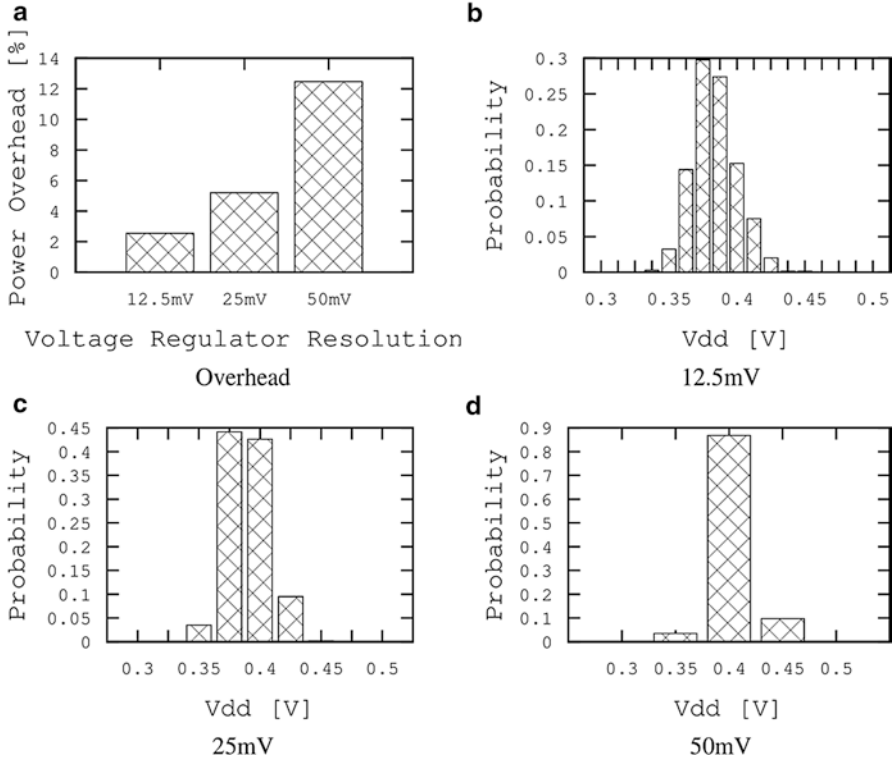 a
Power Overhead [%]
14
12
10
8
6
4
2
0
12.5mV 25mV 50mV
Voltage Regulator Resolution
Overhead
b
Probability
0.3
0.25
0.2
0.15
0.1
0.05
0
0.3 0.35 0.4 0.45 0.5
Vdd [V]
12.5mV
c
Probability
0.45
0.4
0.35
0.3
0.25
0.2
0.15
0.1
0.05
0
0.3 0.35 0.4 0.45 0.5
Vdd [V]
25mV
d
Probability
0.9
0.8
0.7
0.6
0.5
0.4
0.3
0.2
0.1
0
0.3 0.35 0.4 0.45 0.5
Vdd [V]
50mV